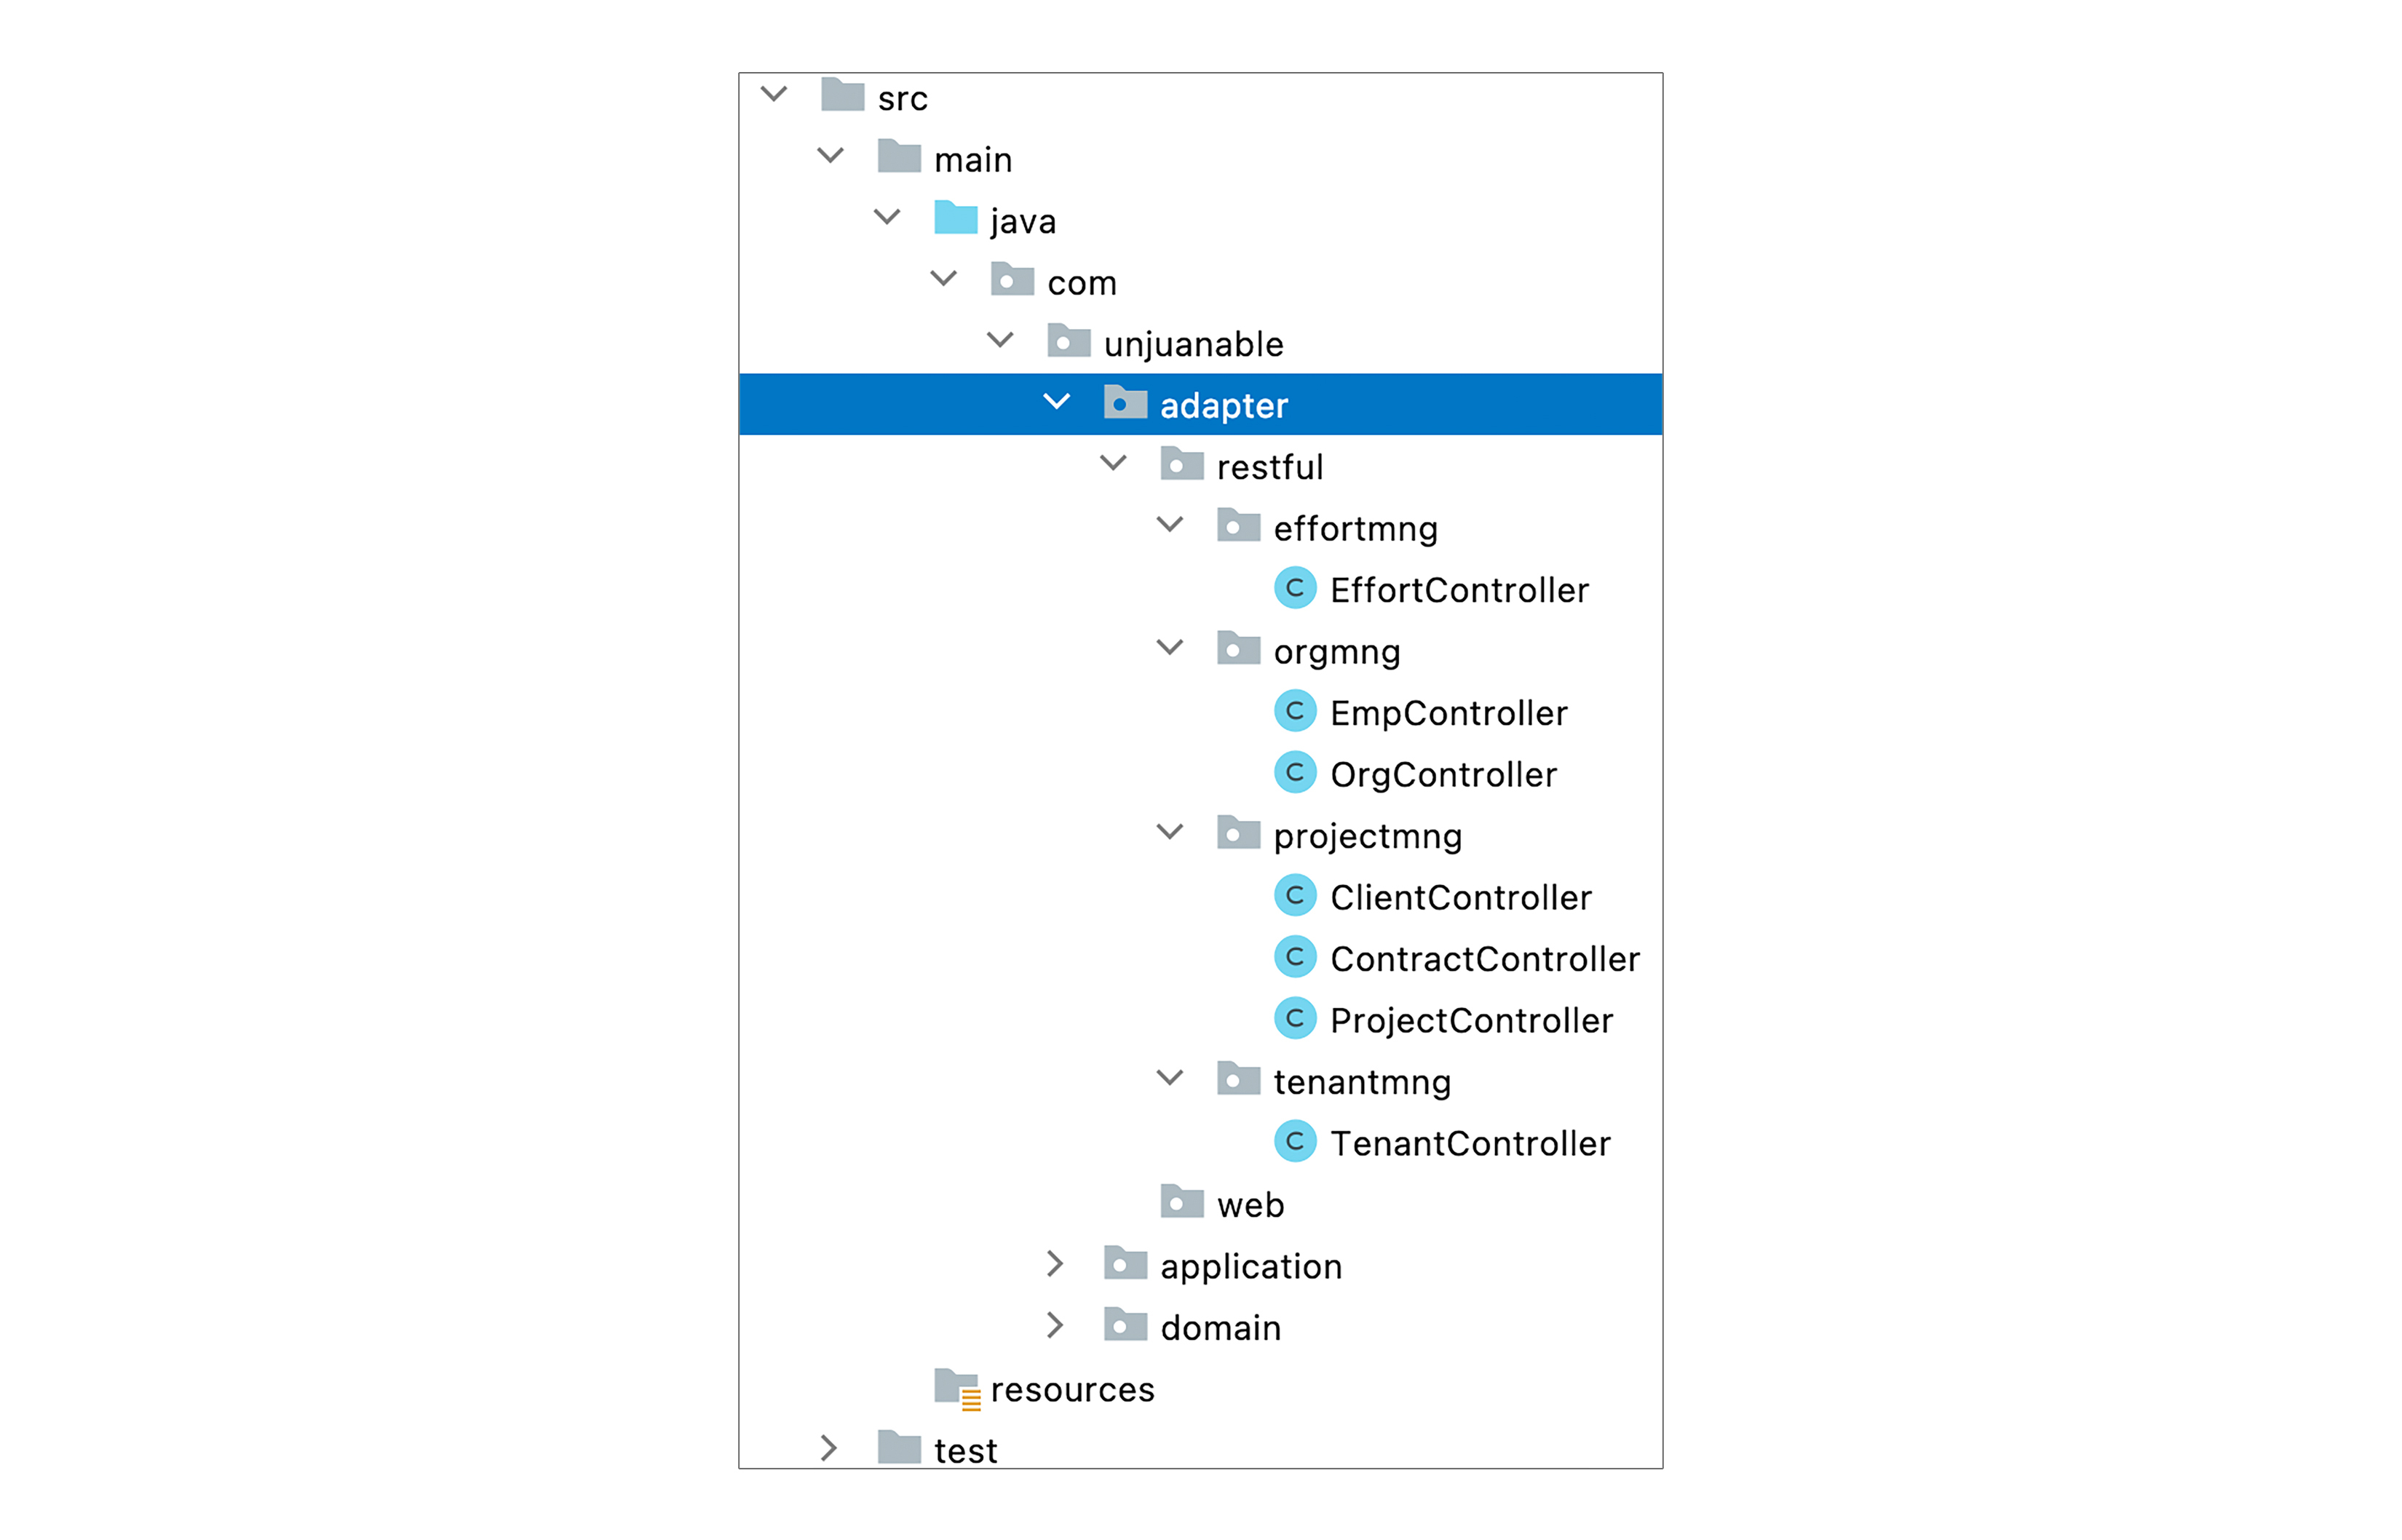 src
main
java
com
unjuanable
adapter
restful
effortmng
C EffortController
orgmng
C EmpController
C OrgController
projectmng
C ClientController
C ContractController
C ProjectController
tenantmng
C TenantController
web
application
domain
resources
test